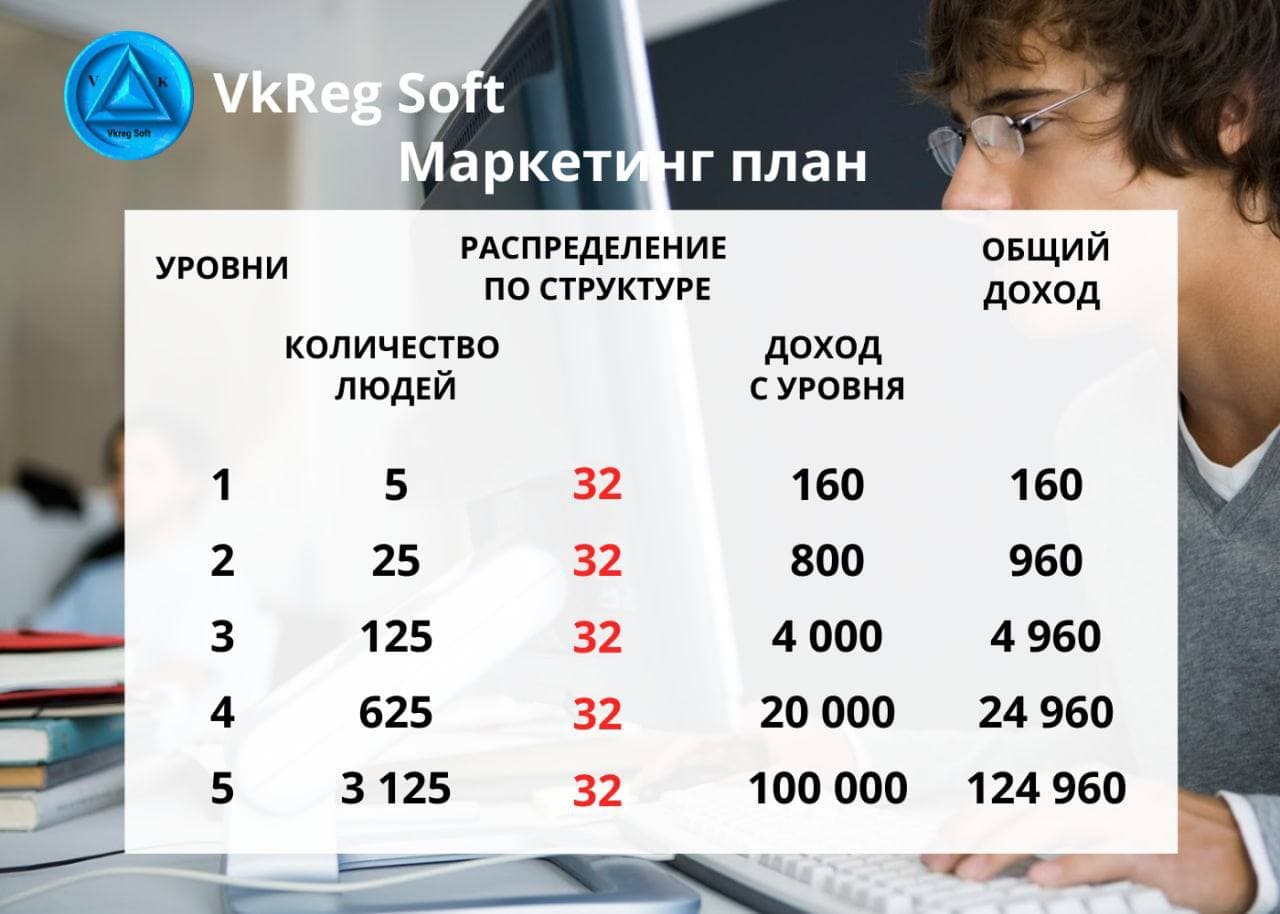 V K
Vkreg Soft
VkReg Soft
Маркетинг план
УРОВНИ
РАСПРЕДЕЛЕНИЕ
ПО СТРУКТУРЕ
ОБЩИЙ
ДОХОД
КОЛИЧЕСТВО
ЛЮДЕЙ
ДОХОД
С УРОВНЯ
1 5 32 160 160
2 25 32 800 960
3 125 32 4 000 4 960
4 625 32 20 000 24 960
5 3 125 32 100 000 124 960